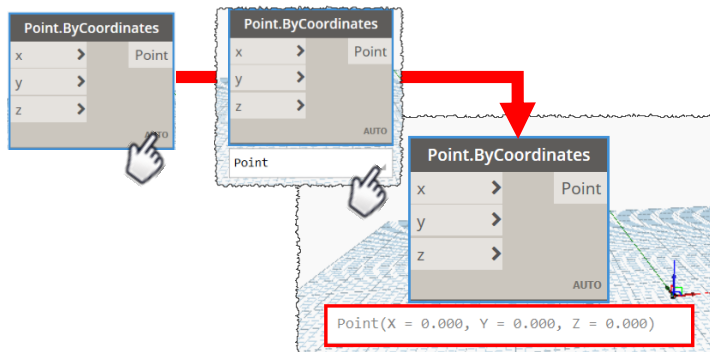 Point.ByCoordinates
x > Point
y >
z >
AUTO
Point.ByCoordinates
x > Point
y >
z >
AUTO
Point
Point.ByCoordinates
x > Point
y >
z >
AUTO
Point(X = 0.000, Y = 0.000, Z = 0.000)